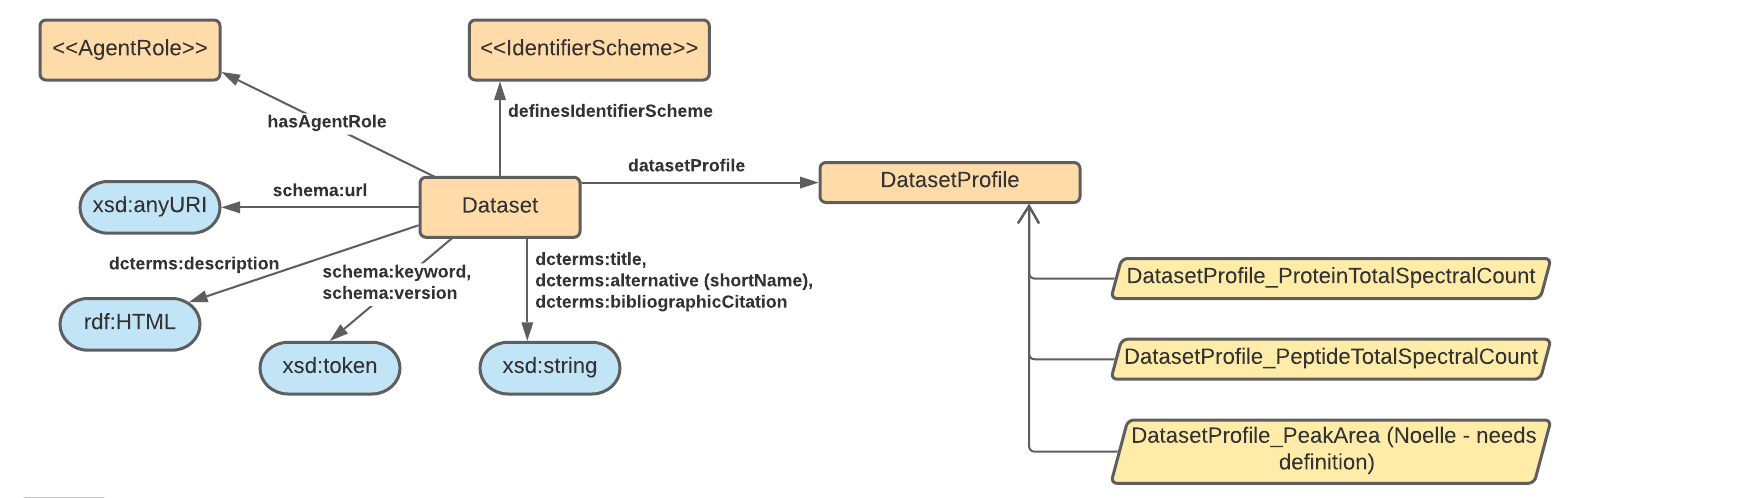 <<AgentRole>>
<<IdentifierScheme>>
hasAgentRole
definesIdentifierScheme
datasetProfile
DatasetProfile
schema:url
xsd:anyURI
Dataset
dcterms:description
schema:keyword,
schema:version
dcterms:title,
dcterms:alternative (shortName),
dcterms:bibliographicCitation
rdf:HTML
xsd:token
xsd:string
DatasetProfile_ProteinTotalSpectralCount
DatasetProfile_PeptideTotalSpectralCount
DatasetProfile_PeakArea (Noelle - needs
definition)